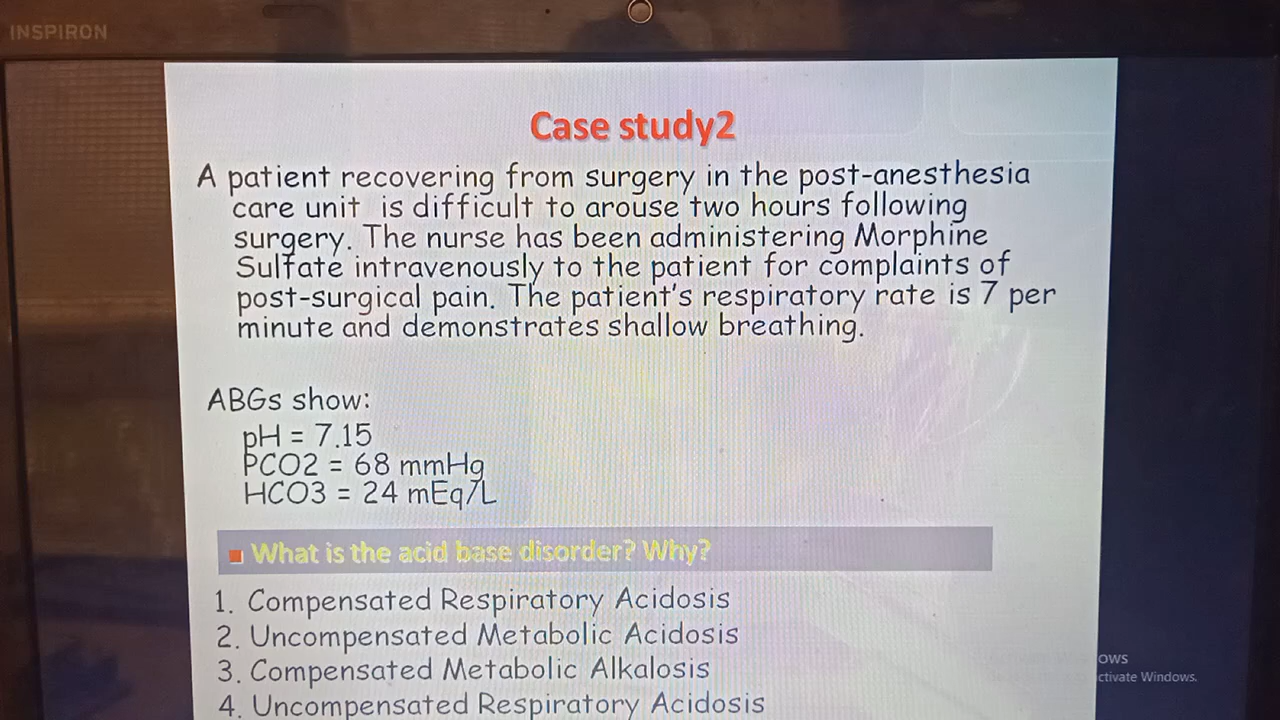 INSPIRON
Case study2
A patient recovering from surgery in the post-anesthesia
care unit is difficult to arouse two hours following
surgery. The nurse has been administering Morphine
Sulfate intravenously to the patient for complaints of
post-surgical pain. The patient's respiratory rate is 7 per
minute and demonstrates shallow breathing.
ABGs show:
pH = 7.15
PCO2 = 68 mmHg
HCO3 = 24 mEq/L
What is the acid base disorder? Why?
1. Compensated Respiratory Acidosis
2. Uncompensated Metabolic Acidosis
3. Compensated Metabolic Alkalosis
4. Uncompensated Respiratory Acidosis
Windows.